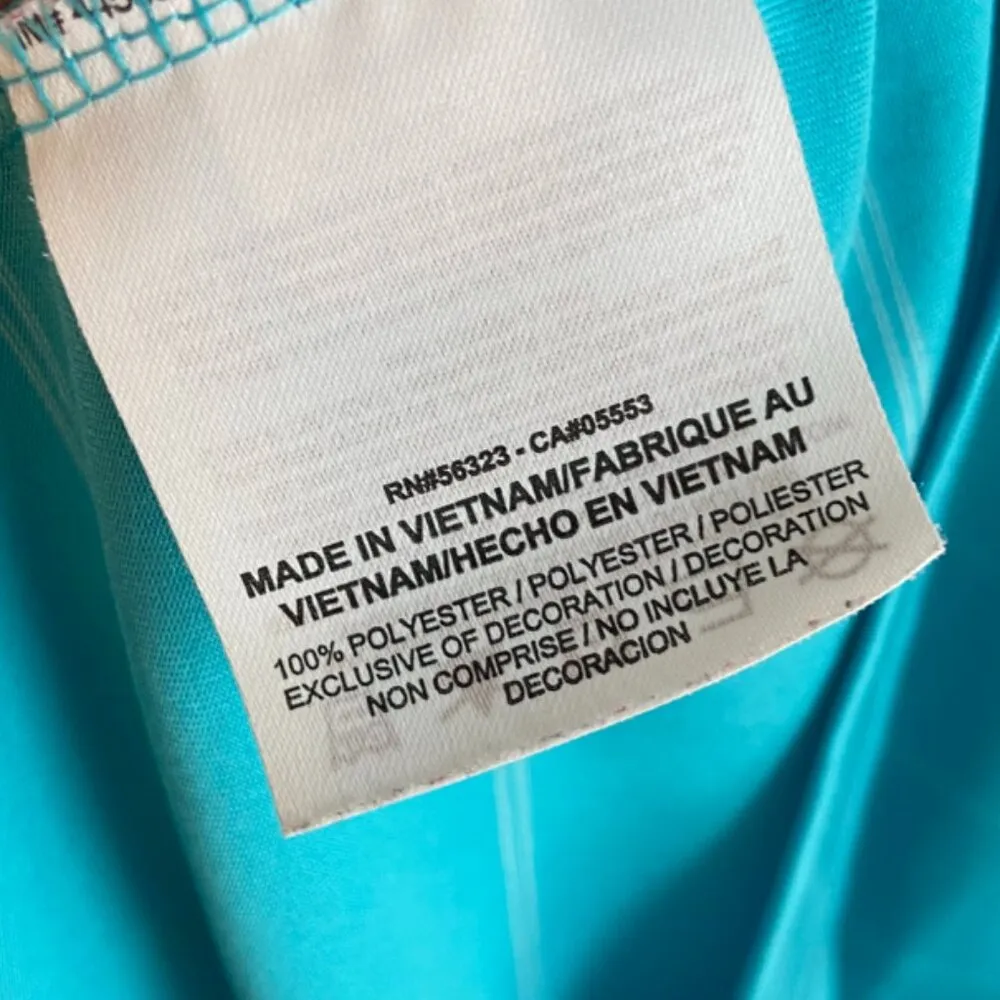 RN#56323 - CA#05553
MADE IN VIETNAM/FABRIQUE AU
VIETNAM/HECHO EN VIETNAM
100% POLYESTER / POLYESTER / POLIESTER
EXCLUSIVE OF DECORATION / DECORATION
NON COMPRISE / NO INCLUYE LA
DECORACION